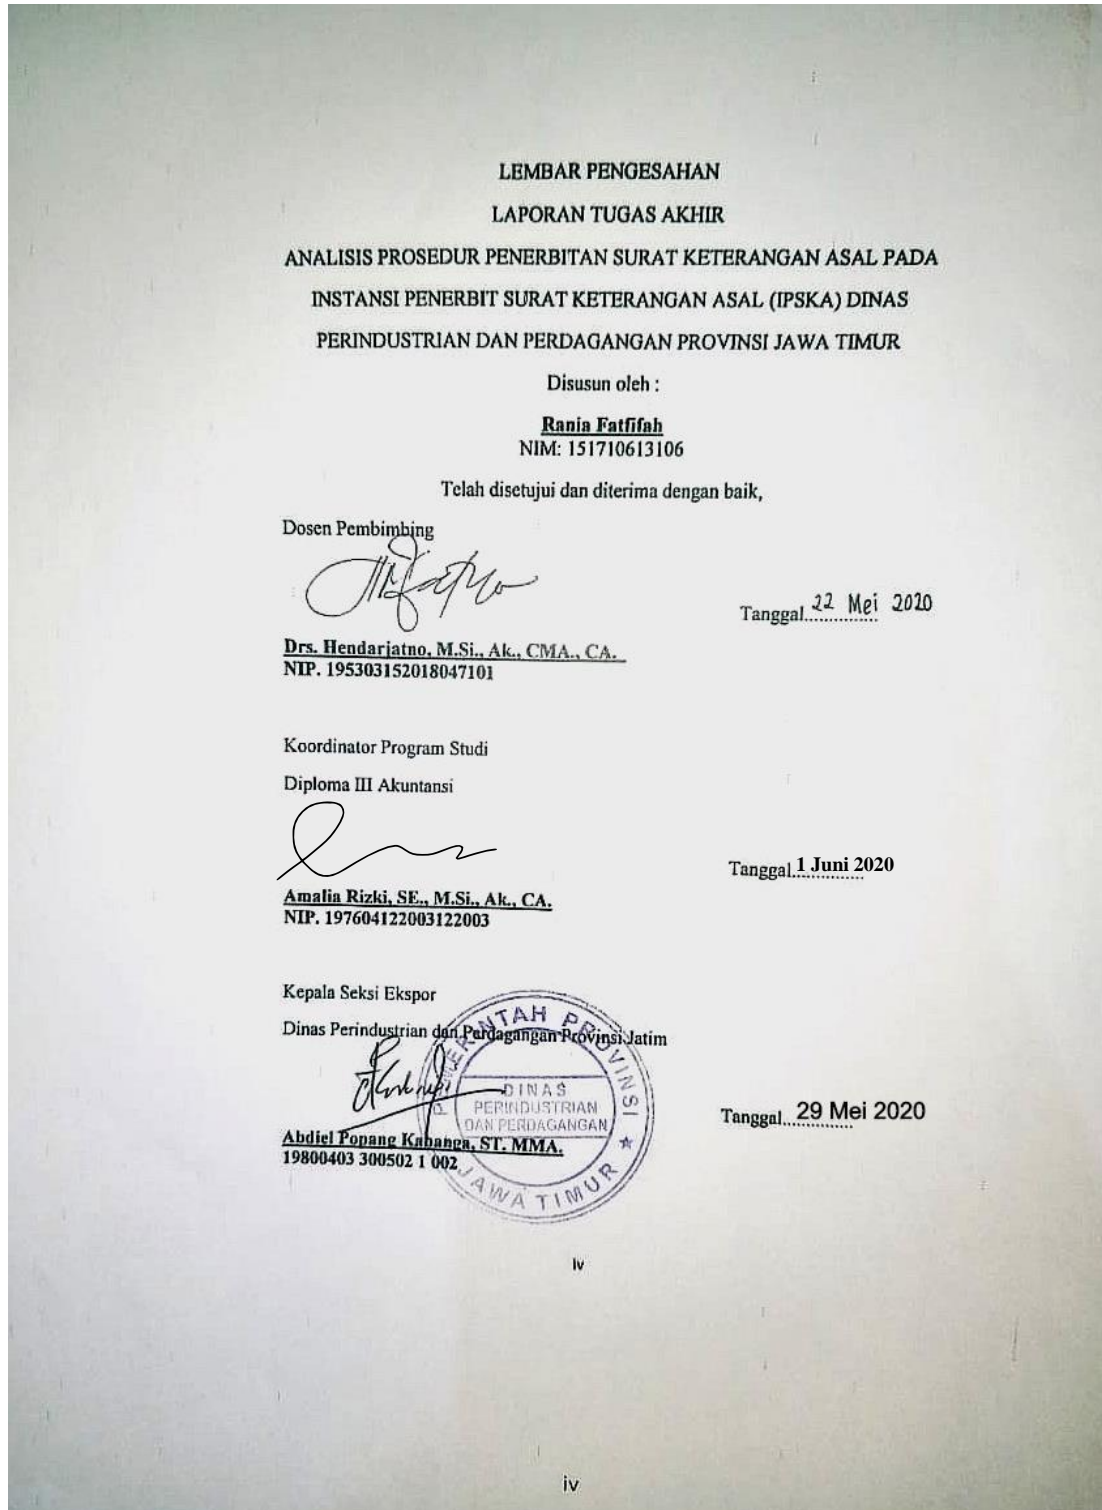 LEMBAR PENGESAHAN
LAPORAN TUGAS AKHIR
ANALISIS PROSEDUR PENERBITAN SURAT KETERANGAN ASAL PADA
INSTANSI PENERBIT SURAT KETERANGAN ASAL (IPSKA) DINAS
PERINDUSTRIAN DAN PERDAGANGAN PROVINSI JAWA TIMUR
Disusun oleh :
Rania Fatfifah
NIM: 151710613106
Telah disetujui dan diterima dengan baik,
Dosen Pembimbing
Tanggal 22 Mei 2020
Drs. Hendarjatno, M.Si., Ak., CMA., CA.
NIP. 195303152018047101
Koordinator Program Studi
Diploma III Akuntansi
Tanggal 1 Juni 2020
Amalia Rizki, SE., M.Si., Ak., CA.
NIP. 197604122003122003
Kepala Seksi Ekspor
Dinas Perindustrian dan Perdagangan Provinsi Jatim
PEMERINTAH PROVINSI
DINAS
PERINDUSTRIAN
DAN PERDAGANGAN
JAWA TIMUR
Tanggal 29 Mei 2020
Abdiel Popang Kabanga, ST. MMA.
19800403 300502 1 002
iv
iv